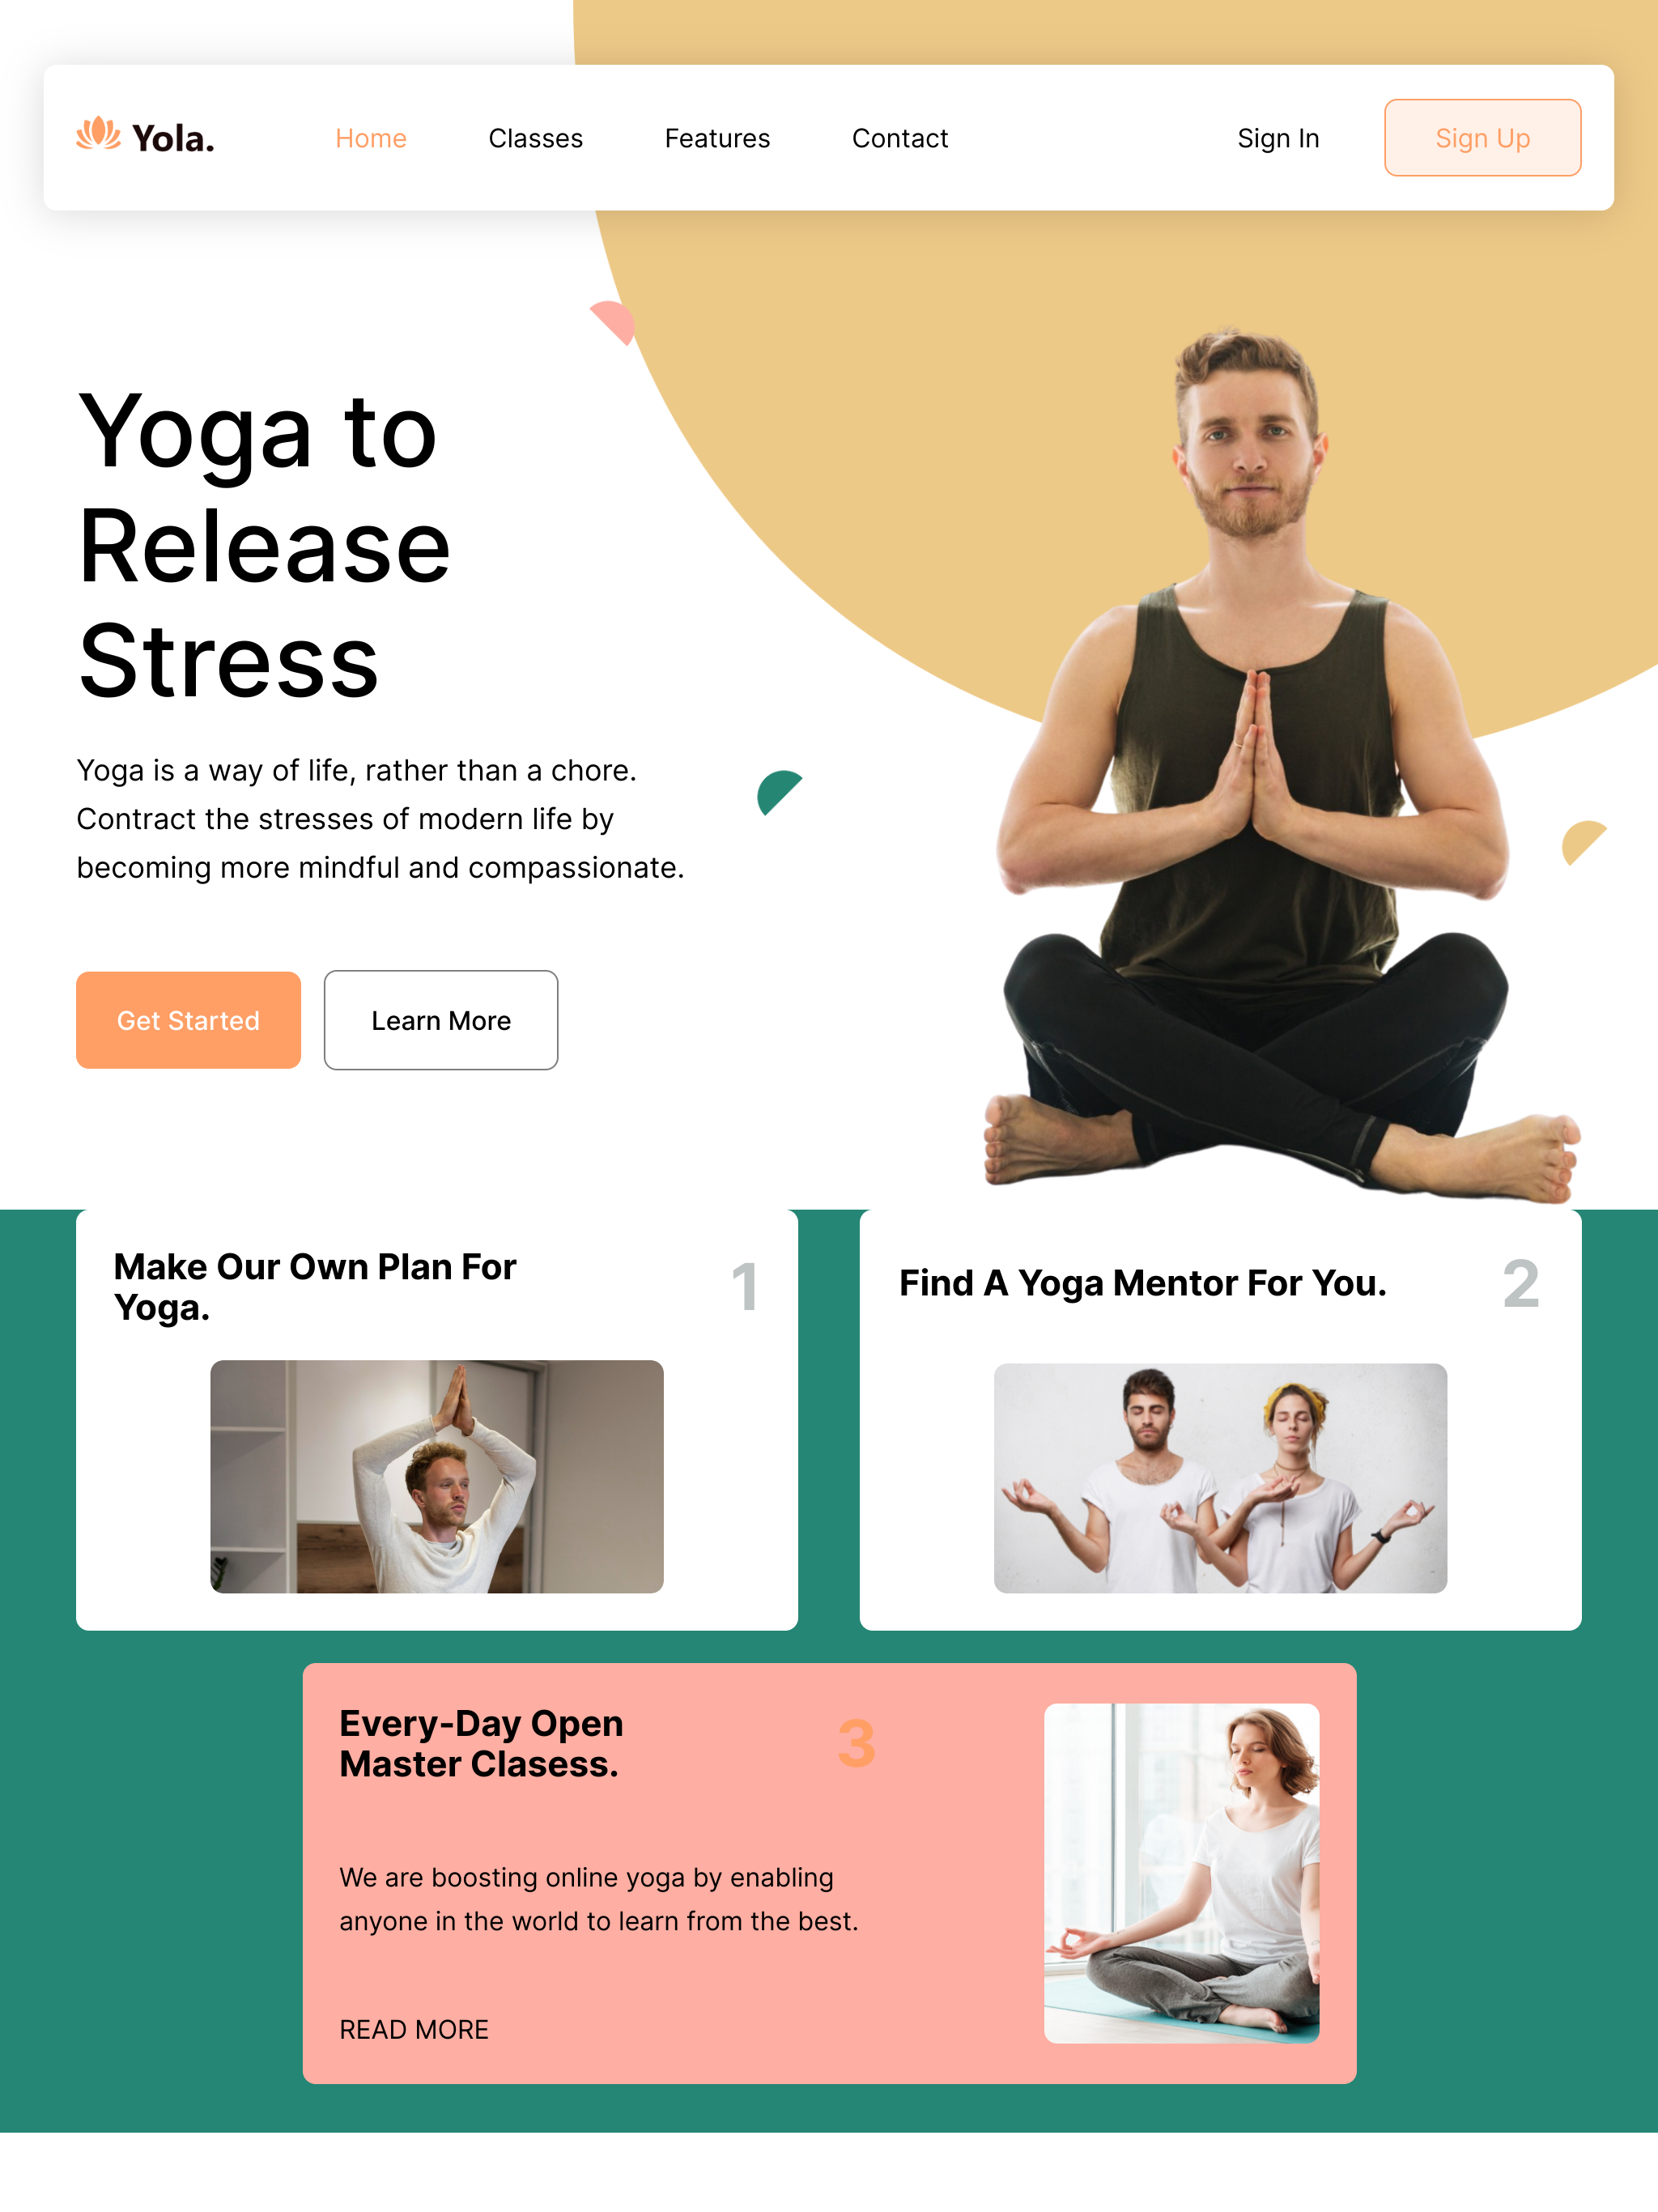 Yola.
Home
Classes
Features
Contact
Sign In
Sign Up
Yoga to
Release
Stress
Yoga is a way of life, rather than a chore.
Contract the stresses of modern life by
becoming more mindful and compassionate.
Get Started
Learn More
Make Our Own Plan For
Yoga.
1
Find A Yoga Mentor For You.
2
Every-Day Open
Master Clasess.
3
We are boosting online yoga by enabling
anyone in the world to learn from the best.
READ MORE